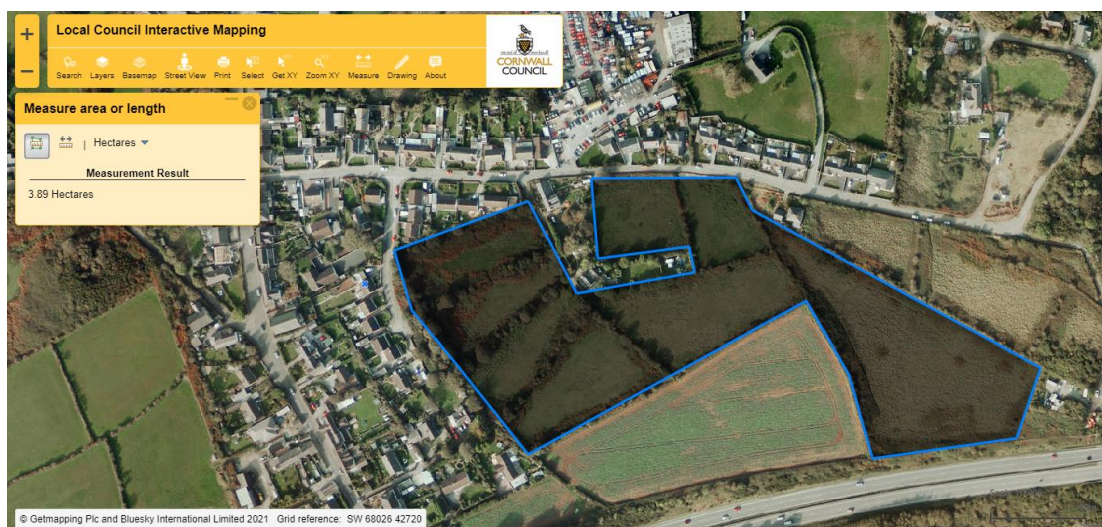 Local Council Interactive Mapping
Search Layers Basemap Street View Print Select Get XY Zoom XY Measure Drawing About
CORNWALL
COUNCIL
Measure area or length
| Hectares
Measurement Result
3.89 Hectares
© Getmapping Plc and Bluesky International Limited 2021 Grid reference: SW 68026 42720